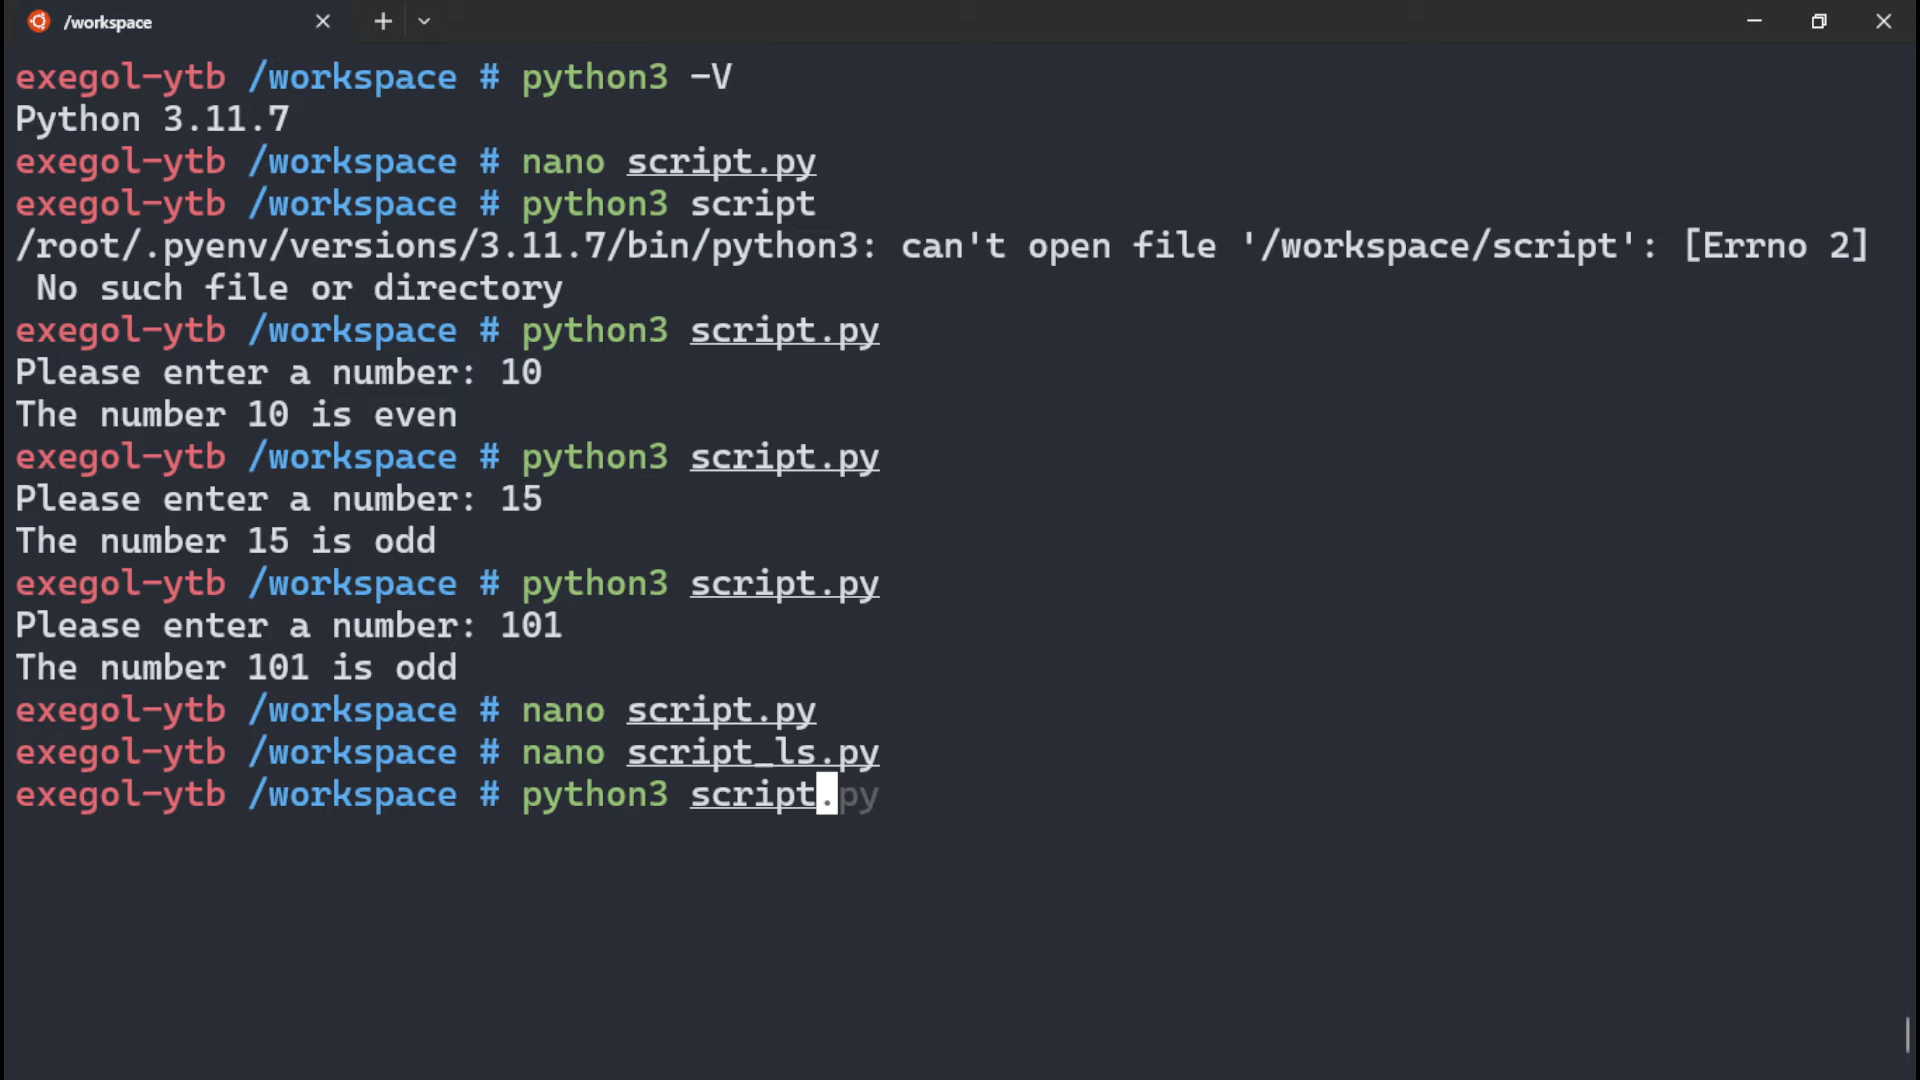 /workspace
exegol-ytb /workspace # python3 -V
Python 3.11.7
exegol-ytb /workspace # nano script.py
exegol-ytb /workspace # python3 script
/root/.pyenv/versions/3.11.7/bin/python3: can't open file '/workspace/script': [Errno 2]
 No such file or directory
exegol-ytb /workspace # python3 script.py
Please enter a number: 10
The number 10 is even
exegol-ytb /workspace # python3 script.py
Please enter a number: 15
The number 15 is odd
exegol-ytb /workspace # python3 script.py
Please enter a number: 101
The number 101 is odd
exegol-ytb /workspace # nano script.py
exegol-ytb /workspace # nano script_ls.py
exegol-ytb /workspace # python3 script.py